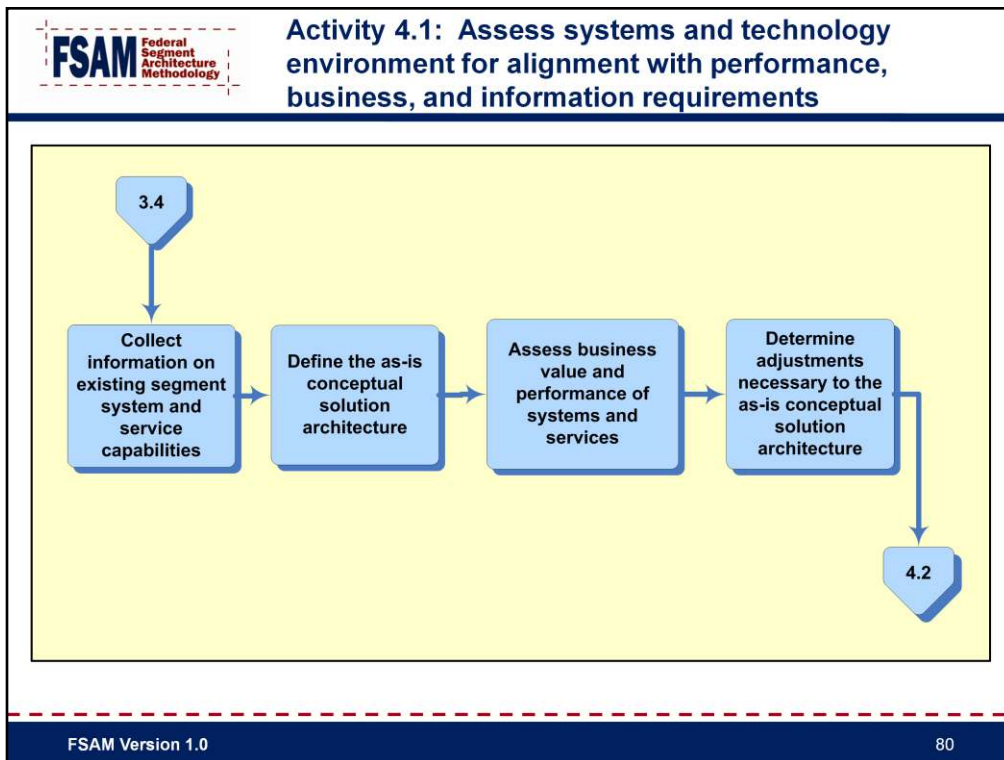 FSAM
Federal
Segment
Architecture
Methodology
Activity 4.1: Assess systems and technology
environment for alignment with performance,
business, and information requirements
3.4
Collect
information on
existing segment
system and
service
capabilities
Define the as-is
conceptual
solution
architecture
Assess business
value and
performance of
systems and
services
Determine
adjustments
necessary to the
as-is conceptual
solution
architecture
4.2
FSAM Version 1.0
80